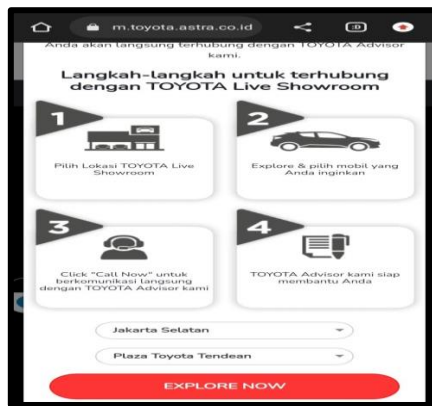 m.toyota.astra.co.id
:D
Anda akan langsung terhubung dengan TOYOTA Advisor
kami.
Langkah-langkah untuk terhubung
dengan TOYOTA Live Showroom
1
Pilih Lokasi TOYOTA Live
Showroom
2
Explore & pilih mobil yang
Anda inginkan
3
Click "Call Now" untuk
berkomunikasi langsung
dengan TOYOTA Advisor kami
4
TOYOTA Advisor kami siap
membantu Anda
Jakarta Selatan
Plaza Toyota Tendean
EXPLORE NOW